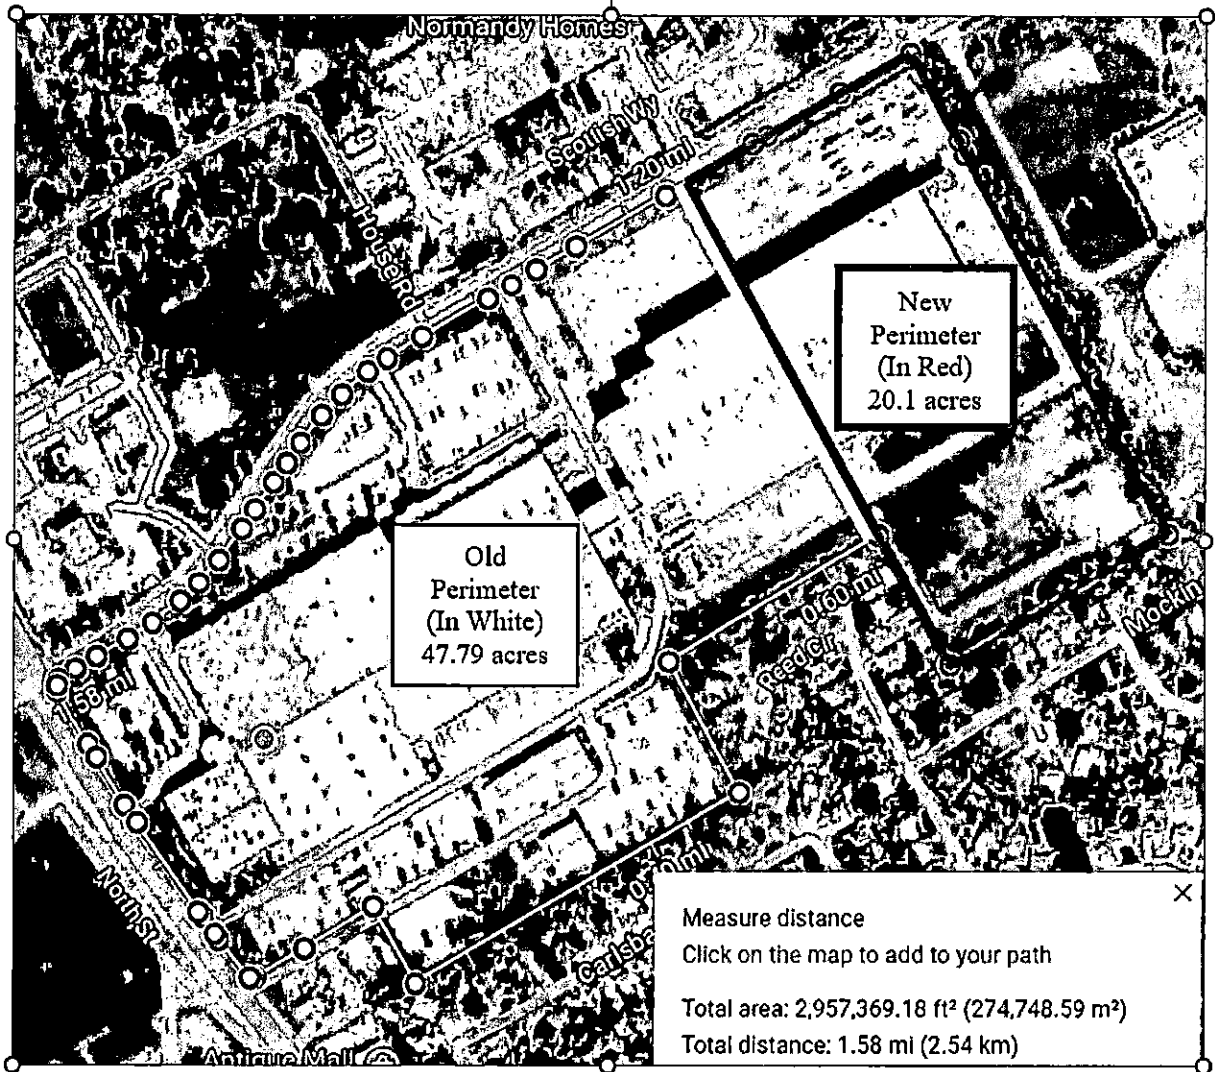 Normandy Homes
Scottish Wy
1.20 mi
House Rd
New
Perimeter
(In Red)
20.1 acres
Old
Perimeter
(In White)
47.79 acres
0.60 mi
Reed Cir
Mockin
1.58 mi
North St
Carlsba
Measure distance
Click on the map to add to your path
Total area: 2,957,369.18 ft² (274,748.59 m²)
Total distance: 1.58 mi (2.54 km)
Antique Mall